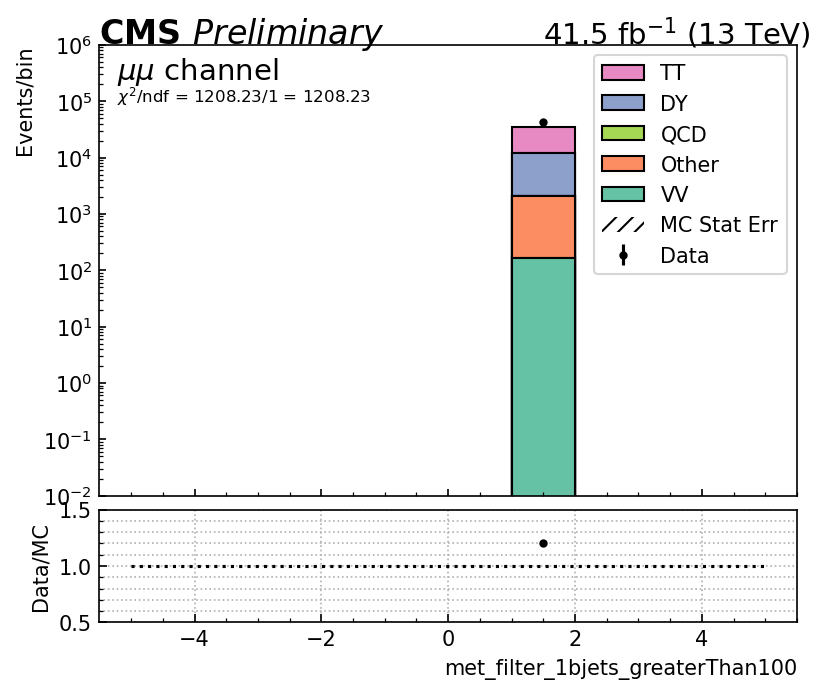 CMS Preliminary 41.5 fb⁻¹ (13 TeV)
Events/bin
μμ channel
χ²/ndf = 1208.23/1 = 1208.23
TT
DY
QCD
Other
VV
MC Stat Err
Data
10⁶
10⁵
10⁴
10³
10²
10¹
10⁰
10⁻¹
10⁻²
Data/MC
1.5
1.0
0.5
−4 −2 0 2 4
met_filter_1bjets_greaterThan100